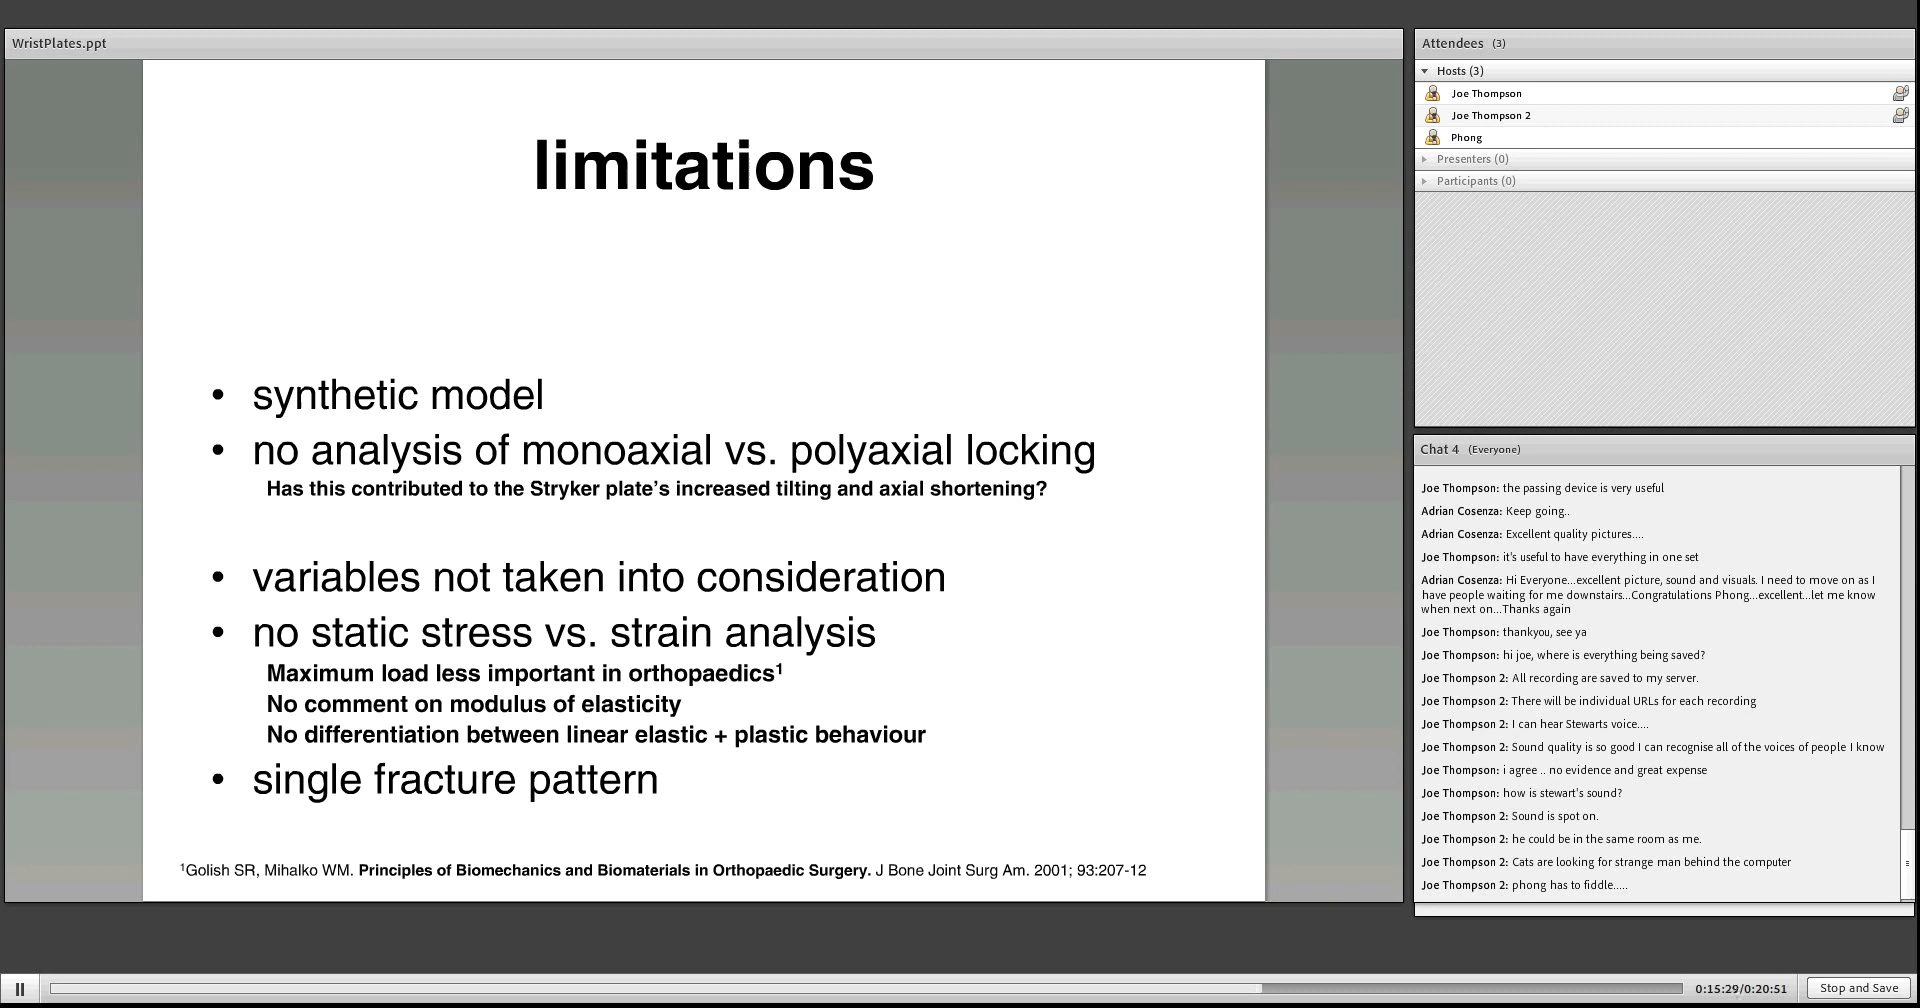 WristPlates.ppt
limitations
• synthetic model
• no analysis of monoaxial vs. polyaxial locking
Has this contributed to the Stryker plate's increased tilting and axial shortening?
• variables not taken into consideration
• no static stress vs. strain analysis
Maximum load less important in orthopaedics¹
No comment on modulus of elasticity
No differentiation between linear elastic + plastic behaviour
• single fracture pattern
¹Golish SR, Mihalko WM. Principles of Biomechanics and Biomaterials in Orthopaedic Surgery. J Bone Joint Surg Am. 2001; 93:207-12
Attendees (3)
Hosts (3)
Joe Thompson
Joe Thompson 2
Phong
Presenters (0)
Participants (0)
Chat 4 (Everyone)
Joe Thompson: the passing device is very useful
Adrian Cosenza: Keep going..
Adrian Cosenza: Excellent quality pictures....
Joe Thompson: it's useful to have everything in one set
Adrian Cosenza: Hi Everyone...excellent picture, sound and visuals. I need to move on as I
have people waiting for me downstairs...Congratulations Phong...excellent...let me know
when next on...Thanks again
Joe Thompson: thankyou, see ya
Joe Thompson: hi joe, where is everything being saved?
Joe Thompson 2: All recording are saved to my server.
Joe Thompson 2: There will be individual URLs for each recording
Joe Thompson 2: I can hear Stewarts voice....
Joe Thompson 2: Sound quality is so good I can recognise all of the voices of people I know
Joe Thompson: i agree .. no evidence and great expense
Joe Thompson: how is stewart's sound?
Joe Thompson 2: Sound is spot on.
Joe Thompson 2: he could be in the same room as me.
Joe Thompson 2: Cats are looking for strange man behind the computer
Joe Thompson 2: phong has to fiddle.....
0:15:29/0:20:51
Stop and Save